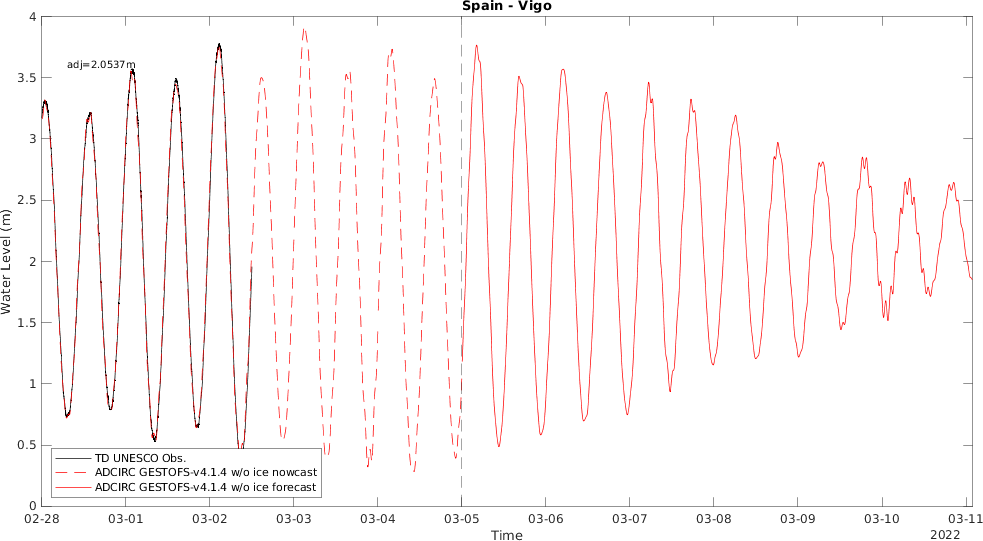 Spain - Vigo
adj=2.0537m
Water Level (m)
4
3.5
3
2.5
2
1.5
1
0.5
0
TD UNESCO Obs.
ADCIRC GESTOFS-v4.1.4 w/o ice nowcast
ADCIRC GESTOFS-v4.1.4 w/o ice forecast
02-28 03-01 03-02 03-03 03-04 03-05 03-06 03-07 03-08 03-09 03-10 03-11
Time
2022